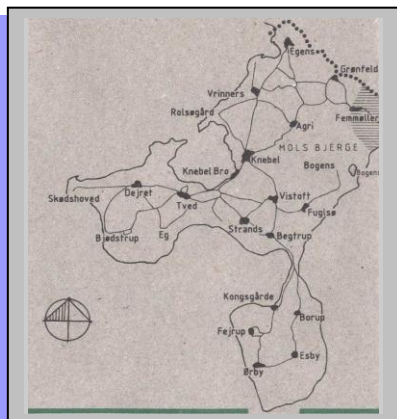 Egens
Grønfeld
Vrinners
Rolsøgård
Femmøller
Agri
MOLS BJERGE
Knebel
Bogens
Knebel Bro
Bogens
Dejret
Skødshoved
Tved
Vistoft
Fuglsø
Bjødstrup
Eg
Strands
Begtrup
Kongsgårde
Borup
Fejrup
Esby
Ørby